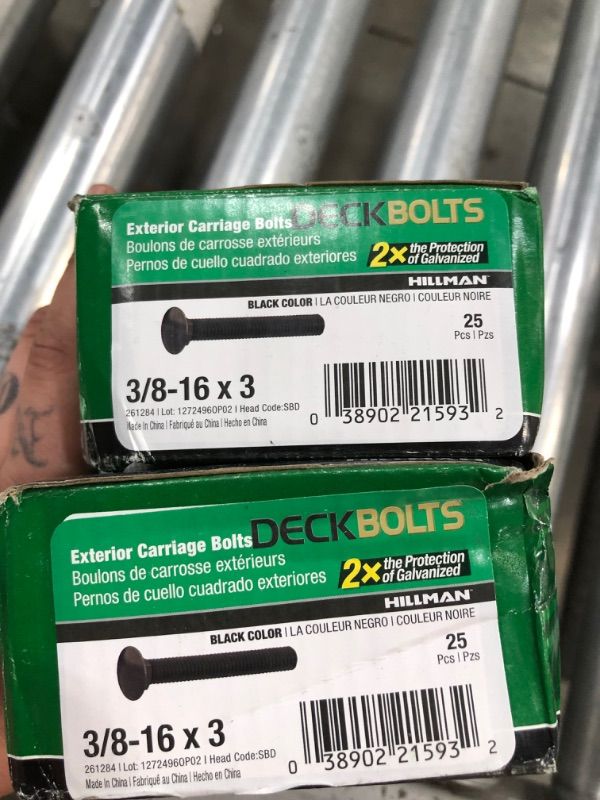 Exterior Carriage Bolts DECKBOLTS
Boulons de carrosse extérieurs
Pernos de cuello cuadrado exteriores
2x the Protection
of Galvanized
HILLMAN
BLACK COLOR | LA COULEUR NEGRO | COULEUR NOIRE
25
Pcs | Pzs
3/8-16 x 3
261284 | Lot: 12724960P02 | Head Code:SBD
Made In China | Fabriqué au China | Hecho en China
0 38902 21593 2
Exterior Carriage Bolts DECKBOLTS
Boulons de carrosse extérieurs
Pernos de cuello cuadrado exteriores
2x the Protection
of Galvanized
HILLMAN
BLACK COLOR | LA COULEUR NEGRO | COULEUR NOIRE
25
Pcs | Pzs
3/8-16 x 3
261284 | Lot: 12724960P02 | Head Code:SBD
Made In China | Fabriqué au China | Hecho en China
0 38902 21593 2